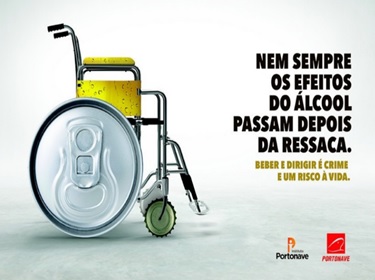 NEM SEMPRE
OS EFEITOS
DO ÁLCOOL
PASSAM DEPOIS
DA RESSACA.
BEBER E DIRIGIR É CRIME
E UM RISCO À VIDA.
Portonave
PORTONAVE